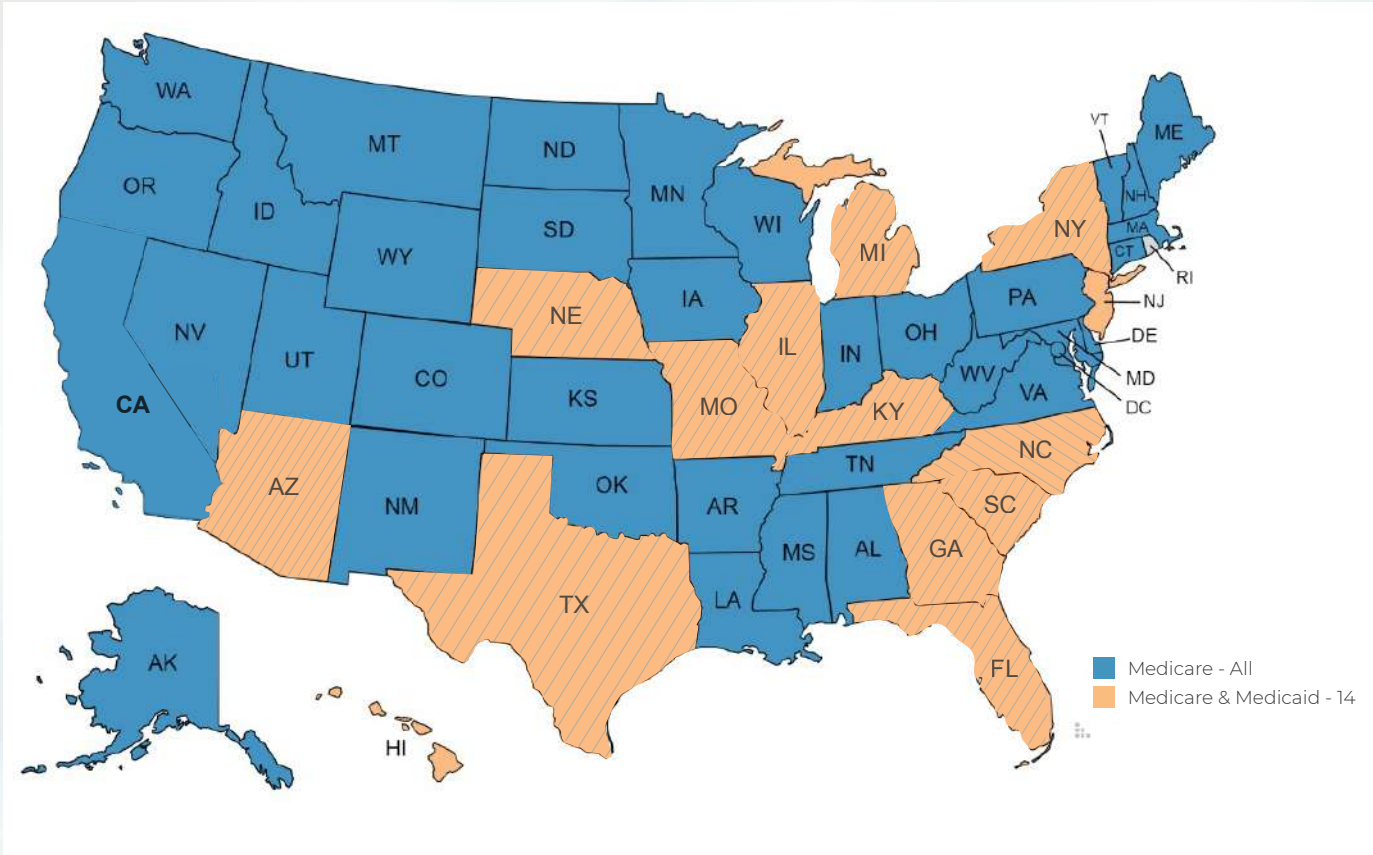 WA
MT
ND
MN
OR
ID
SD
WI
WY
MI
VT
ME
NH
NY
MA
CT
RI
NE
IA
NJ
PA
NV
UT
CO
IL
IN
OH
DE
CA
KS
MO
WV
VA
MD
DC
KY
NC
TN
AZ
NM
OK
AR
SC
MS
AL
GA
TX
LA
FL
AK
HI
Medicare - All
Medicare & Medicaid - 14